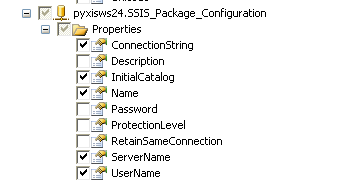 pyxisws24.SSIS_Package_Configuration
Properties
ConnectionString
Description
InitialCatalog
Name
Password
ProtectionLevel
RetainSameConnection
ServerName
UserName